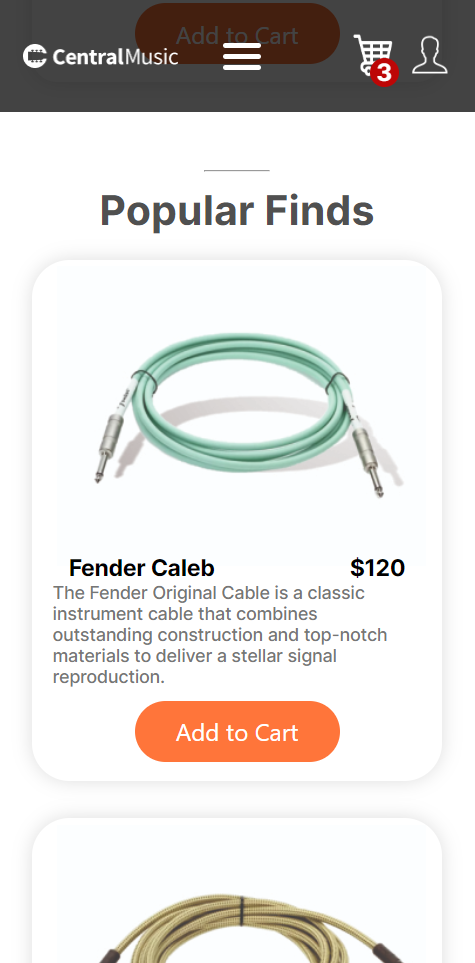 Add to Cart
CentralMusic
3
Popular Finds
Fender Caleb $120
The Fender Original Cable is a classic
instrument cable that combines
outstanding construction and top-notch
materials to deliver a stellar signal
reproduction.
Add to Cart